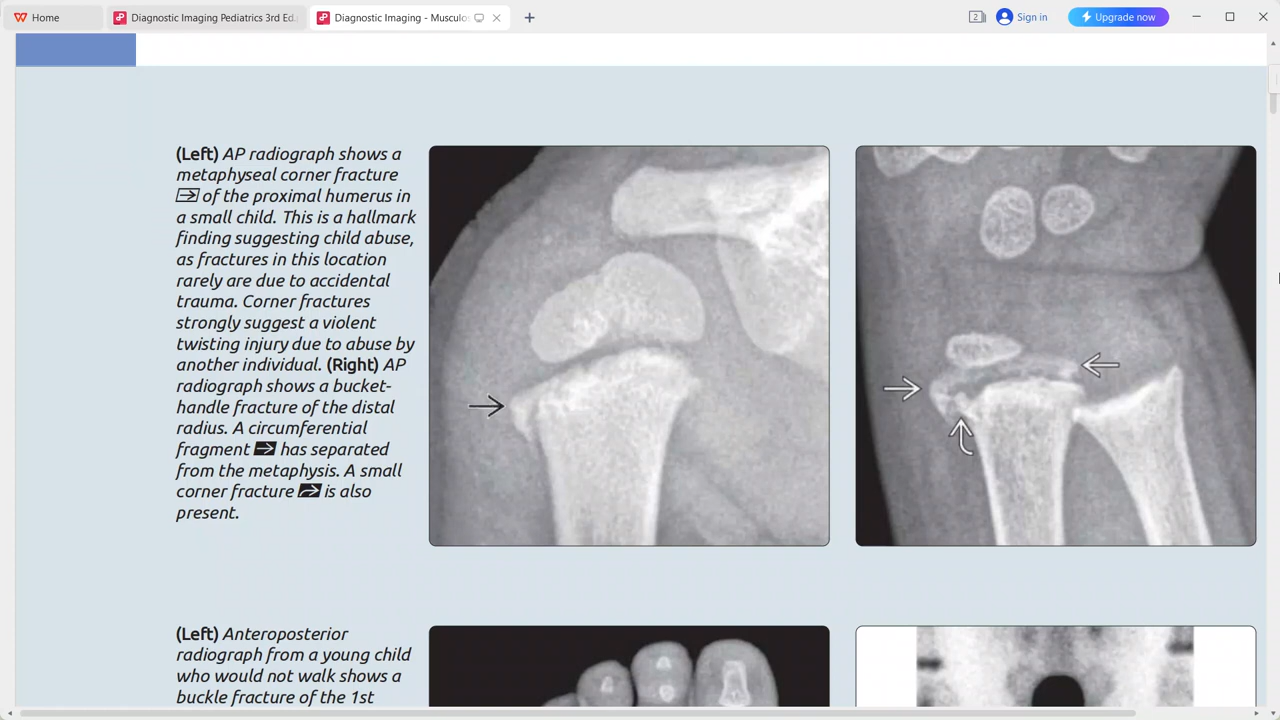 Home
Diagnostic Imaging Pediatrics 3rd Ed.
Diagnostic Imaging - Musculos
2
Sign in
Upgrade now
(Left) AP radiograph shows a
metaphyseal corner fracture
of the proximal humerus in
a small child. This is a hallmark
finding suggesting child abuse,
as fractures in this location
rarely are due to accidental
trauma. Corner fractures
strongly suggest a violent
twisting injury due to abuse by
another individual. (Right) AP
radiograph shows a bucket-
handle fracture of the distal
radius. A circumferential
fragment has separated
from the metaphysis. A small
corner fracture is also
present.
(Left) Anteroposterior
radiograph from a young child
who would not walk shows a
buckle fracture of the 1st